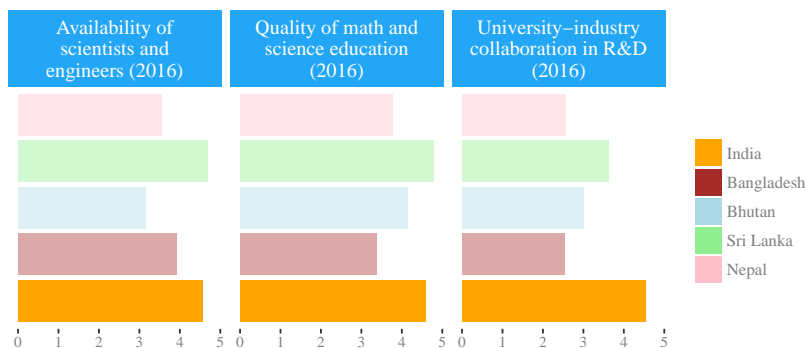 Availability of
scientists and
engineers (2016)
Quality of math and
science education
(2016)
University−industry
collaboration in R&D
(2016)
India
Bangladesh
Bhutan
Sri Lanka
Nepal
0 1 2 3 4 5
0 1 2 3 4 5
0 1 2 3 4 5